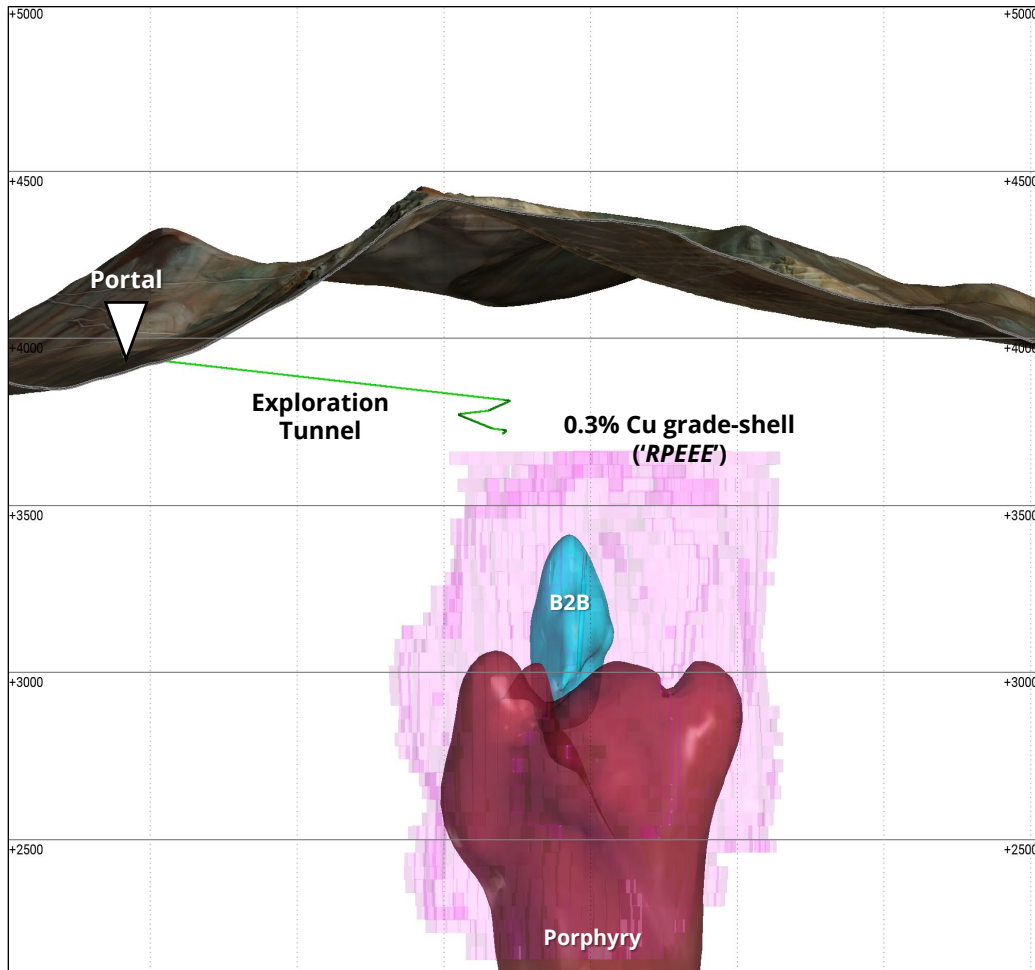 +5000
+5000
+4500
+4500
Portal
+4000
+4000
Exploration
Tunnel
0.3% Cu grade-shell
(‘RPEEE’)
+3500
+3500
B2B
+3000
+3000
+2500
+2500
Porphyry